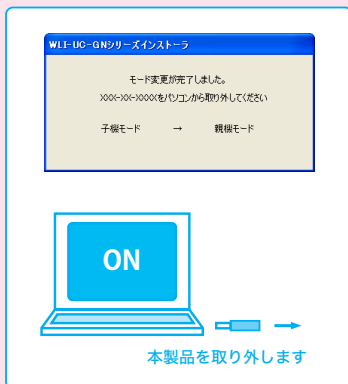 WLI-UC-GNシリーズインストーラ
モード変更が完了しました。
XXX-XX-XXXXをパソコンから取り外してください
子機モード → 親機モード
ON
本製品を取り外します